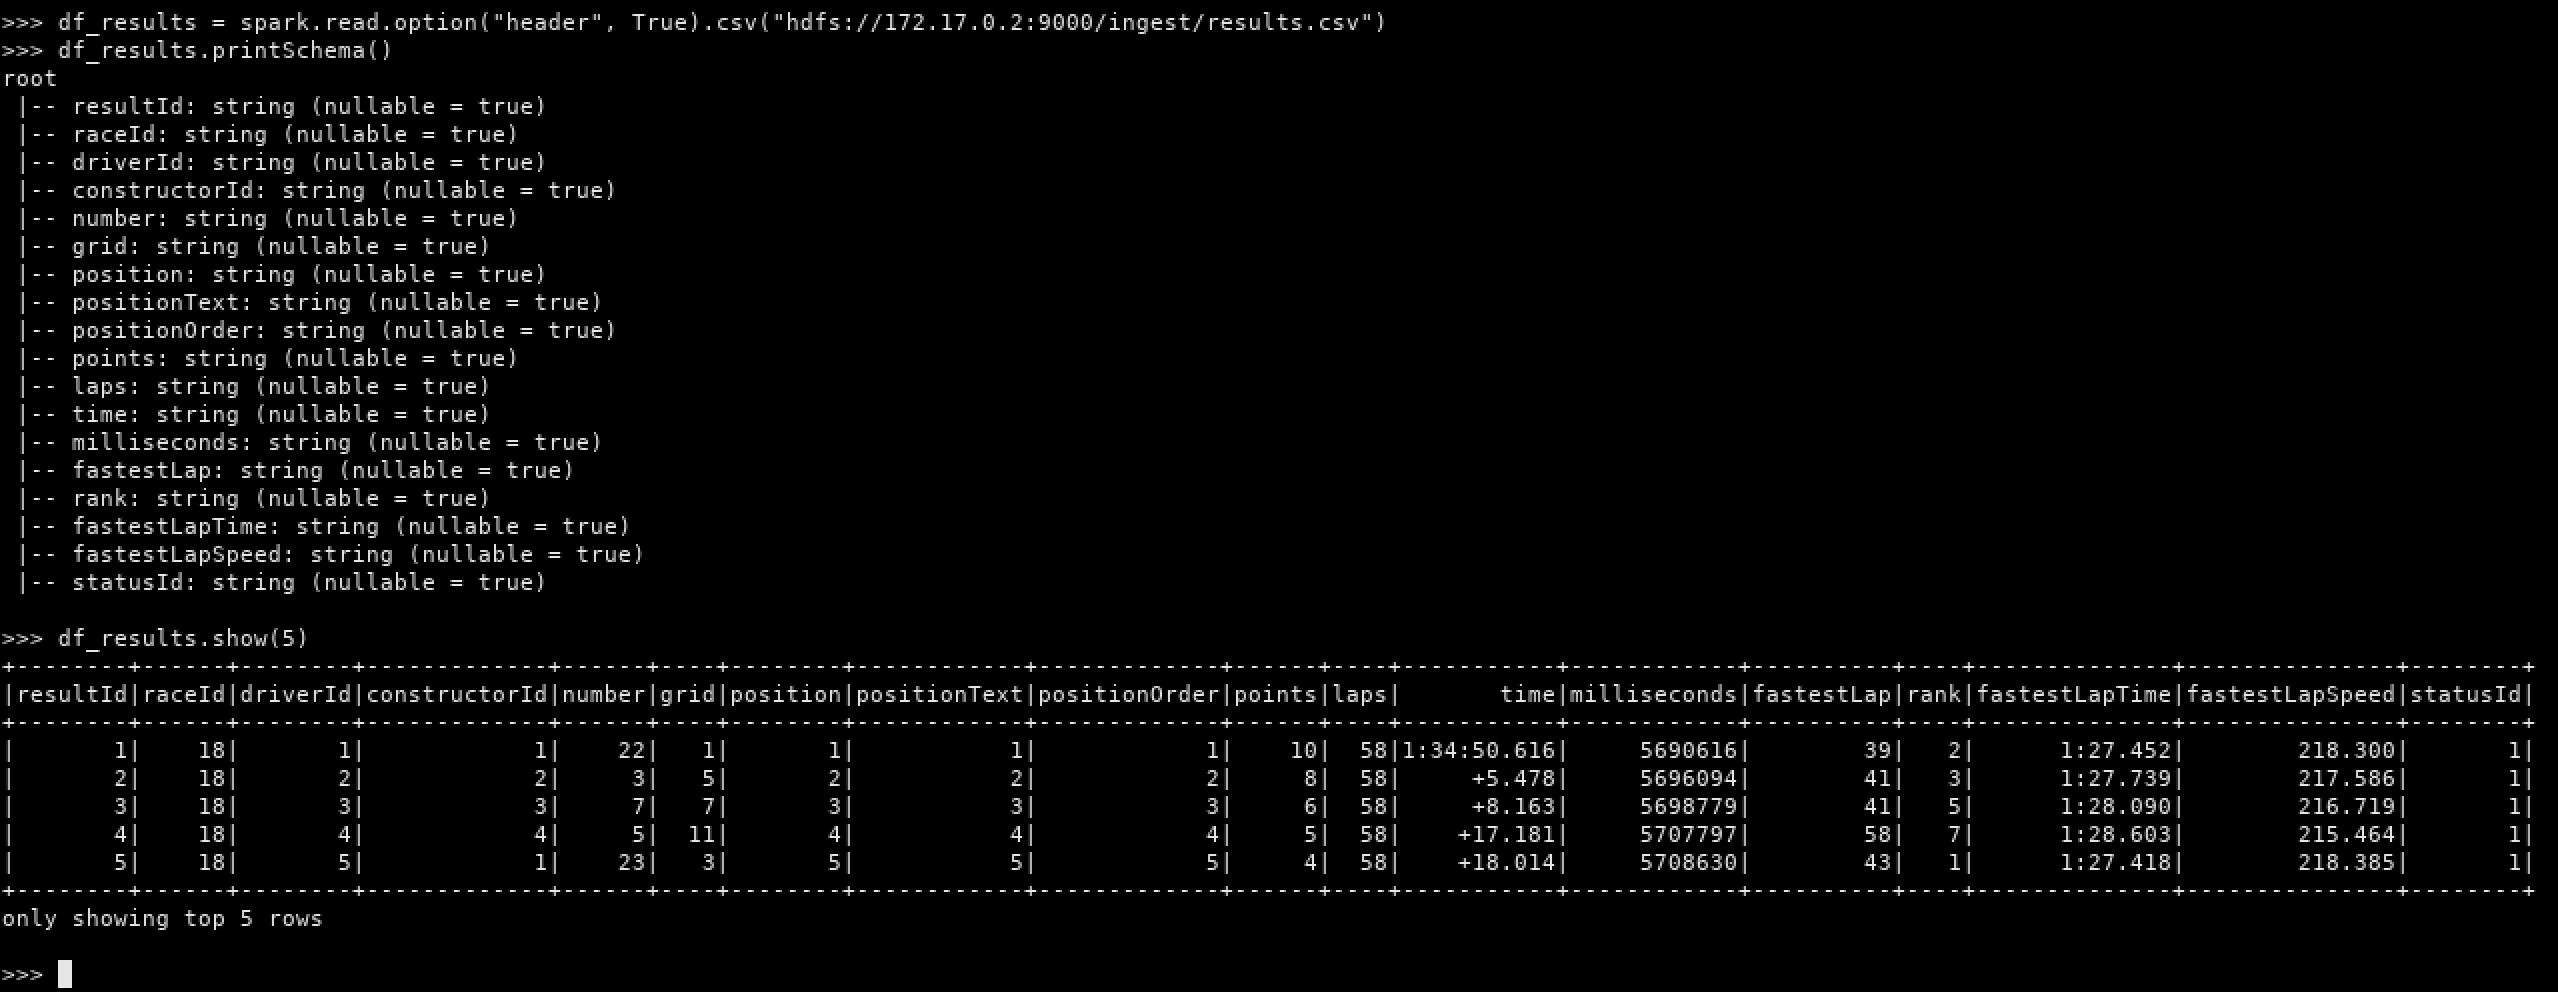 >>> df_results = spark.read.option("header", True).csv("hdfs://172.17.0.2:9000/ingest/results.csv")
>>> df_results.printSchema()
root
 |-- resultId: string (nullable = true)
 |-- raceId: string (nullable = true)
 |-- driverId: string (nullable = true)
 |-- constructorId: string (nullable = true)
 |-- number: string (nullable = true)
 |-- grid: string (nullable = true)
 |-- position: string (nullable = true)
 |-- positionText: string (nullable = true)
 |-- positionOrder: string (nullable = true)
 |-- points: string (nullable = true)
 |-- laps: string (nullable = true)
 |-- time: string (nullable = true)
 |-- milliseconds: string (nullable = true)
 |-- fastestLap: string (nullable = true)
 |-- rank: string (nullable = true)
 |-- fastestLapTime: string (nullable = true)
 |-- fastestLapSpeed: string (nullable = true)
 |-- statusId: string (nullable = true)

>>> df_results.show(5)
+--------+------+--------+-------------+------+----+--------+------------+-------------+------+----+-----------+------------+----------+----+--------------+---------------+--------+
|resultId|raceId|driverId|constructorId|number|grid|position|positionText|positionOrder|points|laps|       time|milliseconds|fastestLap|rank|fastestLapTime|fastestLapSpeed|statusId|
+--------+------+--------+-------------+------+----+--------+------------+-------------+------+----+-----------+------------+----------+----+--------------+---------------+--------+
|       1|    18|       1|            1|    22|   1|       1|           1|            1|    10|  58|1:34:50.616|     5690616|        39|   2|      1:27.452|        218.300|       1|
|       2|    18|       2|            2|     3|   5|       2|           2|            2|     8|  58|     +5.478|     5696094|        41|   3|      1:27.739|        217.586|       1|
|       3|    18|       3|            3|     7|   7|       3|           3|            3|     6|  58|     +8.163|     5698779|        41|   5|      1:28.090|        216.719|       1|
|       4|    18|       4|            4|     5|  11|       4|           4|            4|     5|  58|    +17.181|     5707797|        58|   7|      1:28.603|        215.464|       1|
|       5|    18|       5|            1|    23|   3|       5|           5|            5|     4|  58|    +18.014|     5708630|        43|   1|      1:27.418|        218.385|       1|
+--------+------+--------+-------------+------+----+--------+------------+-------------+------+----+-----------+------------+----------+----+--------------+---------------+--------+
only showing top 5 rows

>>>